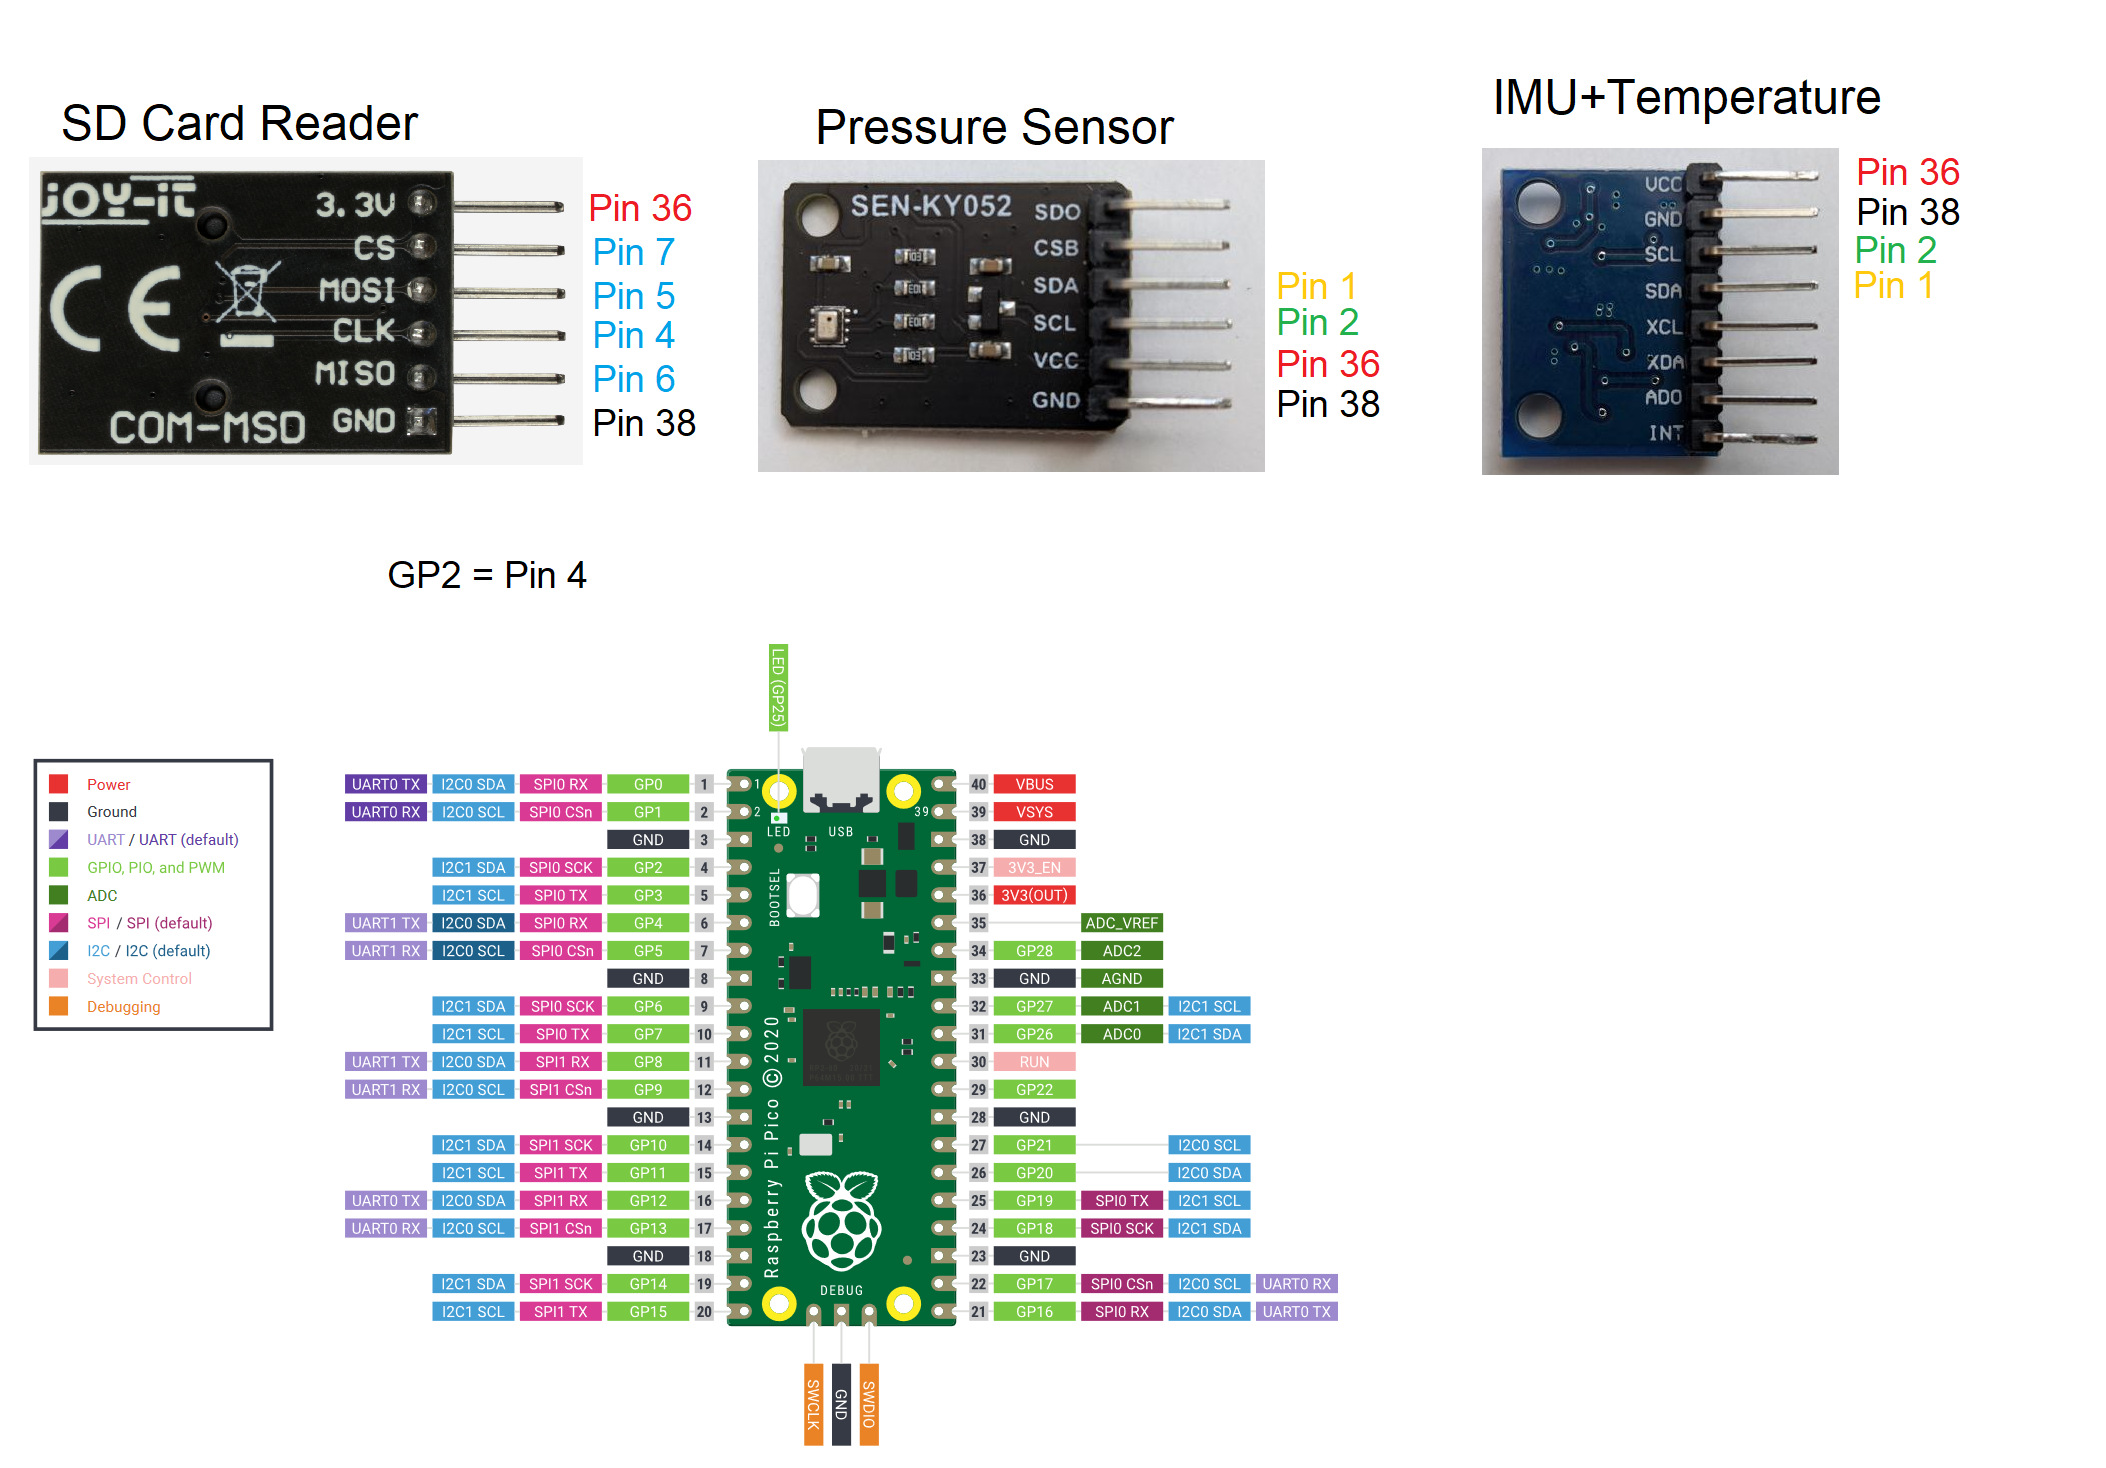 SD Card Reader
Pressure Sensor
IMU+Temperature
joy-it
3.3V
CS
MOSI
CLK
MISO
GND
COM-MSD
CE
Pin 36
Pin 7
Pin 5
Pin 4
Pin 6
Pin 38
SEN-KY052
SDO
CSB
SDA
SCL
VCC
GND
103
103
103
103
Pin 1
Pin 2
Pin 36
Pin 38
VCC
GND
SCL
SDA
XCL
XDA
ADO
INT
Pin 36
Pin 38
Pin 2
Pin 1
GP2 = Pin 4
LED (GP25)
Power
Ground
UART / UART (default)
GPIO, PIO, and PWM
ADC
SPI / SPI (default)
I2C / I2C (default)
System Control
Debugging
UART0 TX I2C0 SDA SPI0 RX GP0 1
UART0 RX I2C0 SCL SPI0 CSn GP1 2
GND 3
I2C1 SDA SPI0 SCK GP2 4
I2C1 SCL SPI0 TX GP3 5
UART1 TX I2C0 SDA SPI0 RX GP4 6
UART1 RX I2C0 SCL SPI0 CSn GP5 7
GND 8
I2C1 SDA SPI0 SCK GP6 9
I2C1 SCL SPI0 TX GP7 10
UART1 TX I2C0 SDA SPI1 RX GP8 11
UART1 RX I2C0 SCL SPI1 CSn GP9 12
GND 13
I2C1 SDA SPI1 SCK GP10 14
I2C1 SCL SPI1 TX GP11 15
UART0 TX I2C0 SDA SPI1 RX GP12 16
UART0 RX I2C0 SCL SPI1 CSn GP13 17
GND 18
I2C1 SDA SPI1 SCK GP14 19
I2C1 SCL SPI1 TX GP15 20
1
2
39
LED
USB
BOOTSEL
Raspberry Pi Pico © 2020
DEBUG
40 VBUS
39 VSYS
38 GND
37 3V3_EN
36 3V3(OUT)
35 ADC_VREF
34 GP28 ADC2
33 GND AGND
32 GP27 ADC1 I2C1 SCL
31 GP26 ADC0 I2C1 SDA
30 RUN
29 GP22
28 GND
27 GP21 I2C0 SCL
26 GP20 I2C0 SDA
25 GP19 SPI0 TX I2C1 SCL
24 GP18 SPI0 SCK I2C1 SDA
23 GND
22 GP17 SPI0 CSn I2C0 SCL UART0 RX
21 GP16 SPI0 RX I2C0 SDA UART0 TX
SWCLK
GND
SWDIO